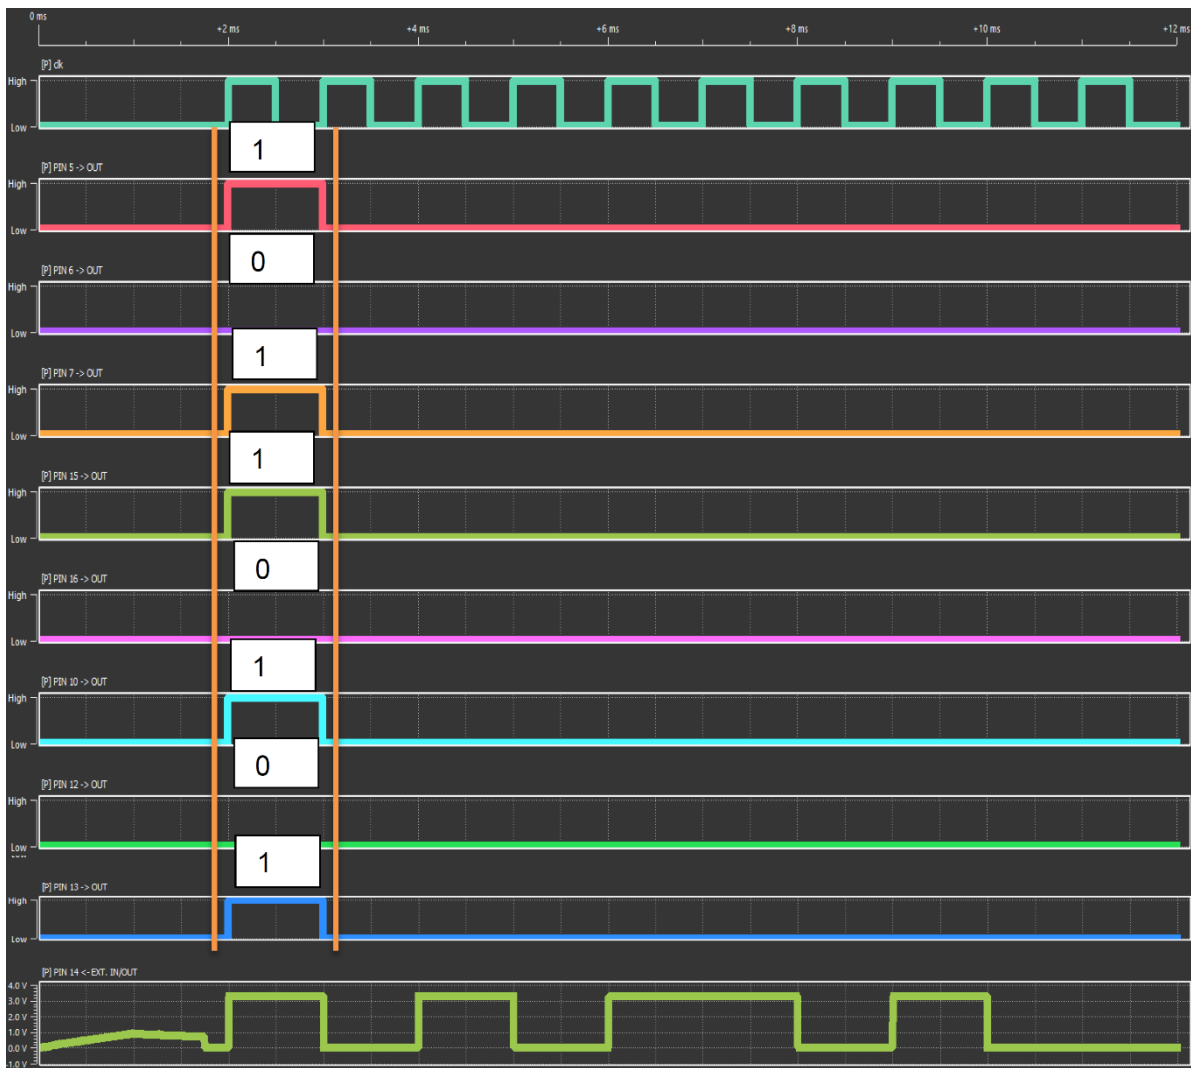 0 ms
+2 ms +4 ms +6 ms +8 ms +10 ms +12 ms
[P] clk
High
Low
1
[P] PIN 5 -> OUT
High
Low
0
[P] PIN 6 -> OUT
High
Low
1
[P] PIN 7 -> OUT
High
Low
1
[P] PIN 15 -> OUT
High
Low
0
[P] PIN 16 -> OUT
High
Low
1
[P] PIN 10 -> OUT
High
Low
0
[P] PIN 12 -> OUT
High
Low
1
[P] PIN 13 -> OUT
High
Low
[P] PIN 14 <- EXT. IN/OUT
4.0 V
3.0 V
2.0 V
1.0 V
0.0 V
-1.0 V